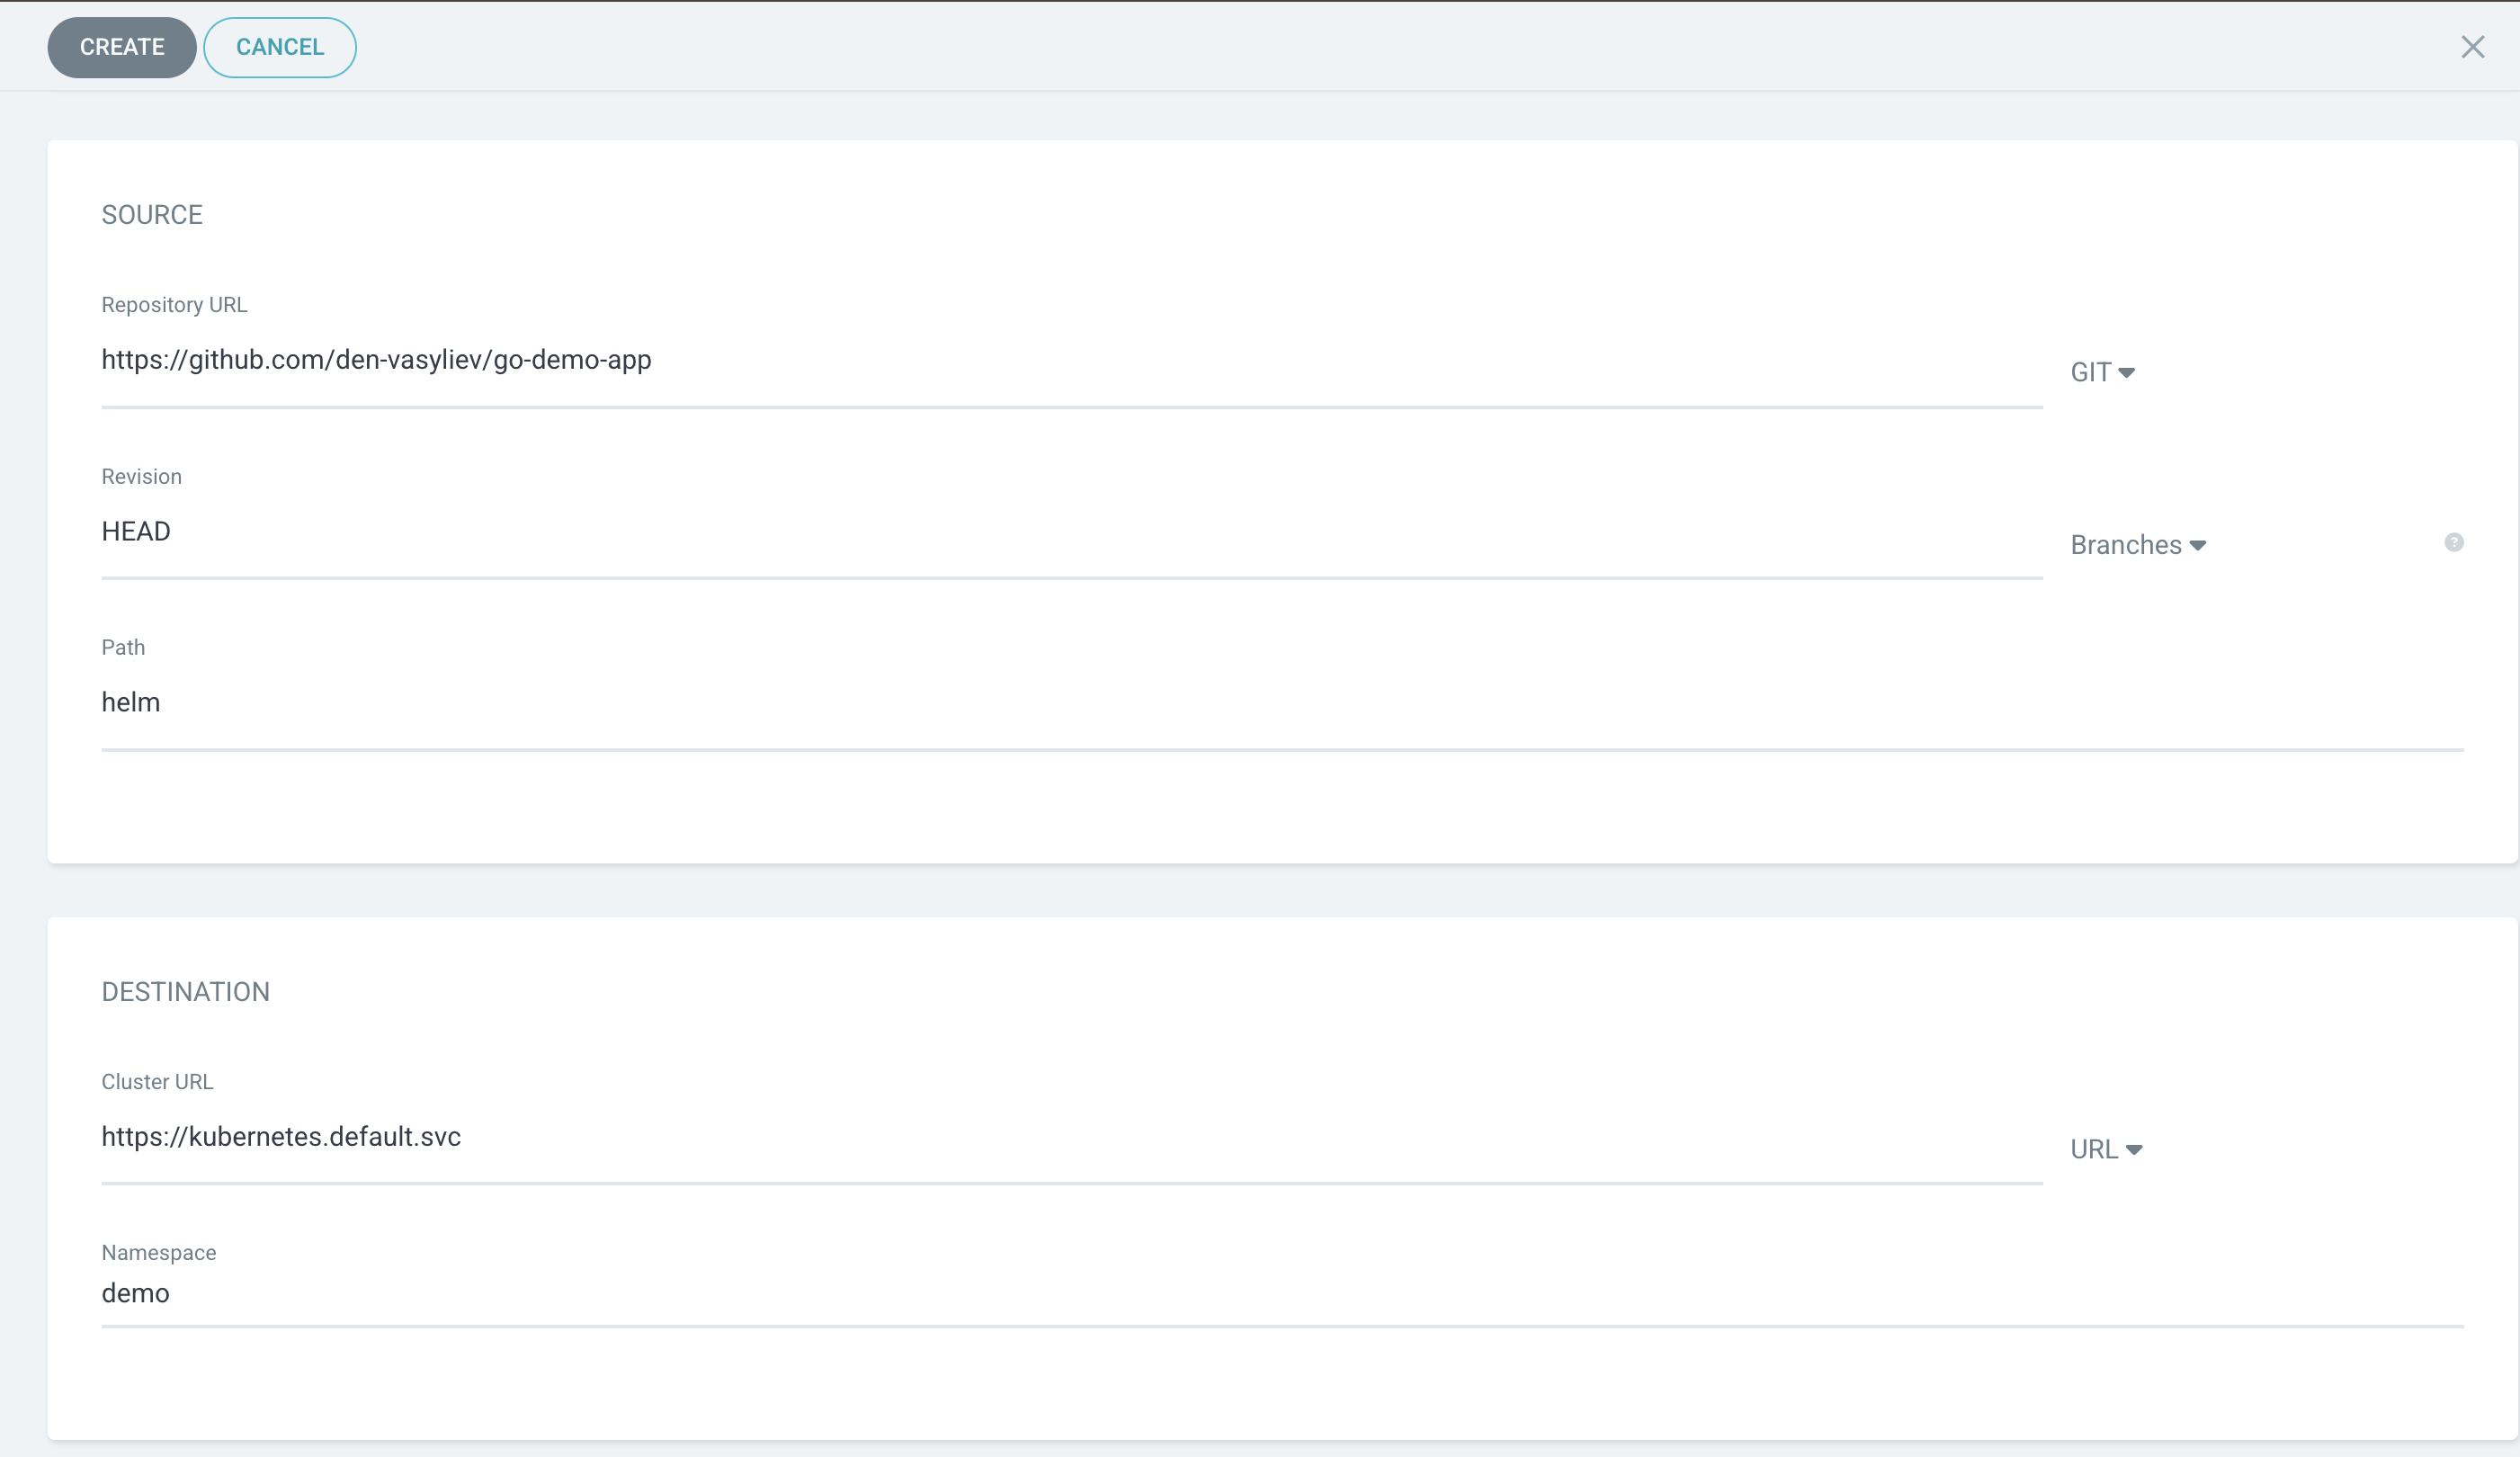 CREATE CANCEL
SOURCE
Repository URL
https://github.com/den-vasyliev/go-demo-app
GIT
Revision
HEAD
Branches
?
Path
helm
DESTINATION
Cluster URL
https://kubernetes.default.svc
URL
Namespace
demo